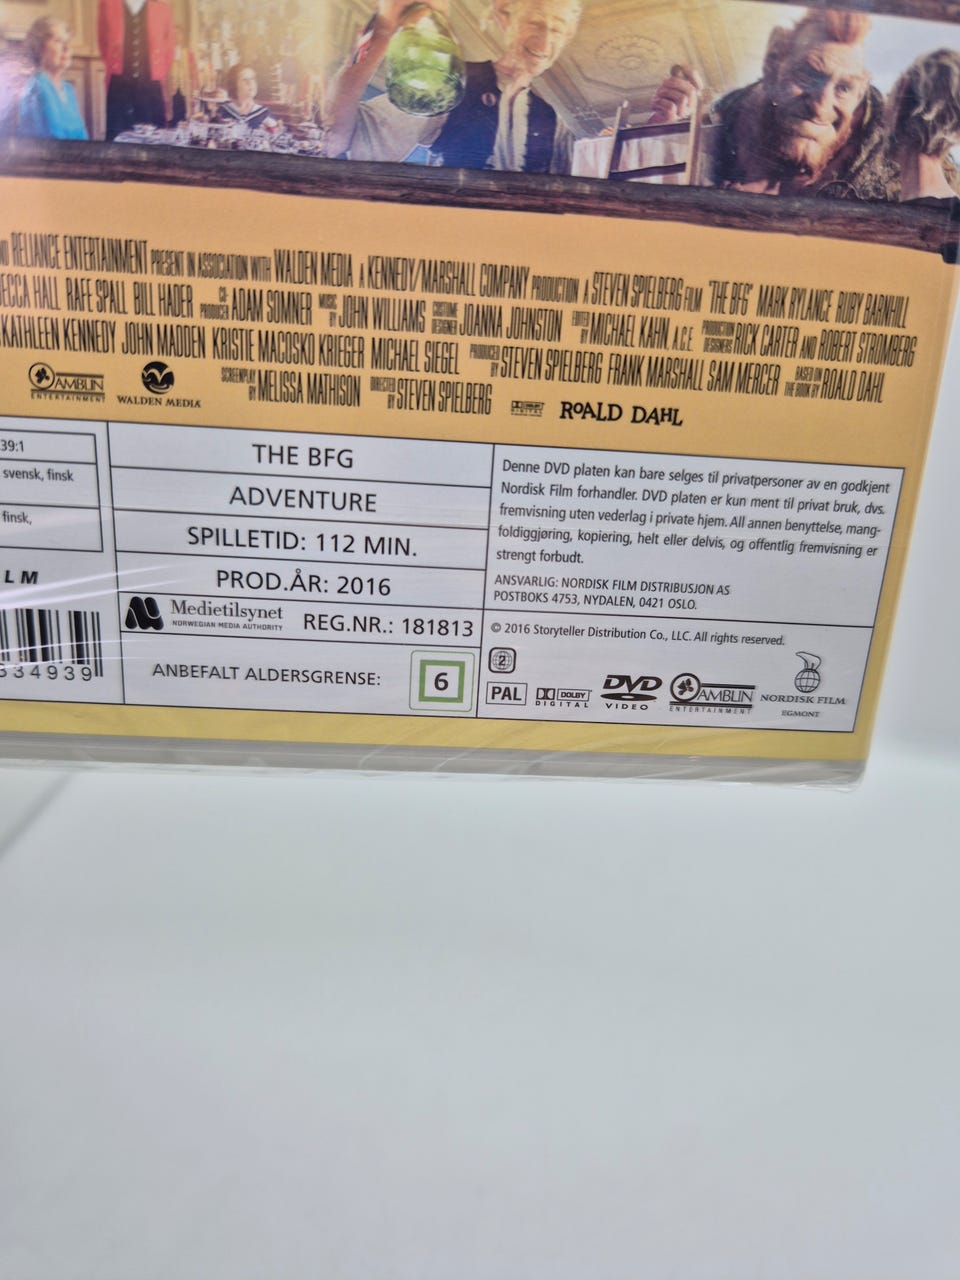 RELIANCE ENTERTAINMENT PRESENT IN ASSOCIATION WITH WALDEN MEDIA A KENNEDY/MARSHALL COMPANY PRODUCTION A STEVEN SPIELBERG FILM "THE BFG" MARK RYLANCE RUBY BARNHILL
ECCA HALL RAFE SPALL BILL HADER CO-PRODUCER ADAM SOMNER MUSIC BY JOHN WILLIAMS COSTUME DESIGNER JOANNA JOHNSTON EDITED BY MICHAEL KAHN, A.C.E. PRODUCTION DESIGNERS RICK CARTER AND ROBERT STROMBERG
KATHLEEN KENNEDY JOHN MADDEN KRISTIE MACOSKO KRIEGER MICHAEL SIEGEL PRODUCED BY STEVEN SPIELBERG FRANK MARSHALL SAM MERCER BASED ON THE BOOK BY ROALD DAHL
AMBLIN ENTERTAINMENT WALDEN MEDIA SCREENPLAY BY MELISSA MATHISON DIRECTED BY STEVEN SPIELBERG DOLBY DIGITAL ROALD DAHL
39:1
svensk, finsk
finsk,
LM
334939
THE BFG
ADVENTURE
SPILLETID: 112 MIN.
PROD.ÅR: 2016
Medietilsynet
NORWEGIAN MEDIA AUTHORITY
REG.NR.: 181813
ANBEFALT ALDERSGRENSE: 6
Denne DVD platen kan bare selges til privatpersoner av en godkjent
Nordisk Film forhandler. DVD platen er kun ment til privat bruk, dvs.
fremvisning uten vederlag i private hjem. All annen benyttelse, mang-
foldiggjøring, kopiering, helt eller delvis, og offentlig fremvisning er
strengt forbudt.
ANSVARLIG: NORDISK FILM DISTRIBUSJON AS
POSTBOKS 4753, NYDALEN, 0421 OSLO.
© 2016 Storyteller Distribution Co., LLC. All rights reserved.
2
PAL DOLBY DIGITAL DVD VIDEO AMBLIN ENTERTAINMENT NORDISK FILM
EGMONT